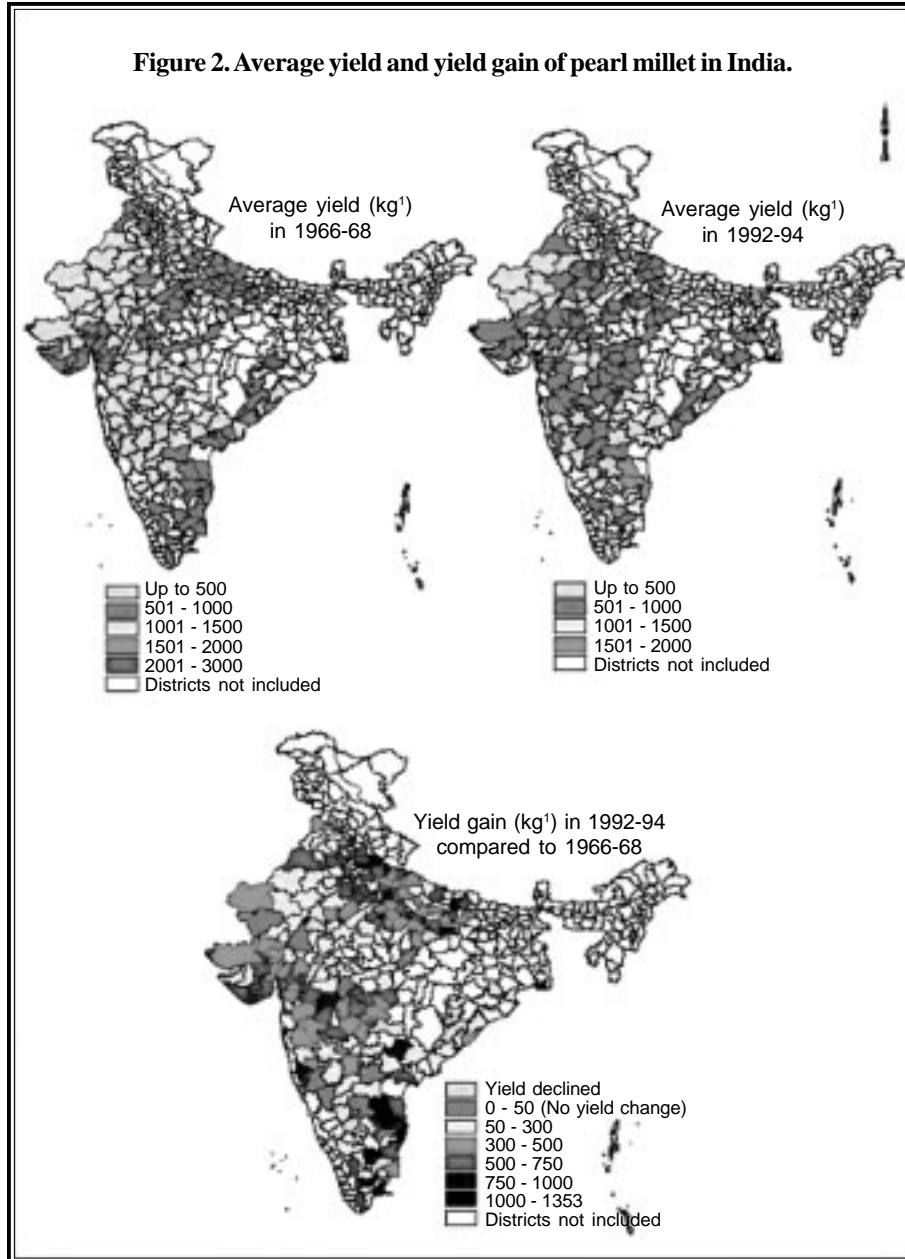 Figure 2. Average yield and yield gain of pearl millet in India.
Average yield (kg¹)
in 1966-68
Average yield (kg¹)
in 1992-94
Up to 500
501 - 1000
1001 - 1500
1501 - 2000
2001 - 3000
Districts not included
Up to 500
501 - 1000
1001 - 1500
1501 - 2000
Districts not included
Yield gain (kg¹) in 1992-94
compared to 1966-68
Yield declined
0 - 50 (No yield change)
50 - 300
300 - 500
500 - 750
750 - 1000
1000 - 1353
Districts not included